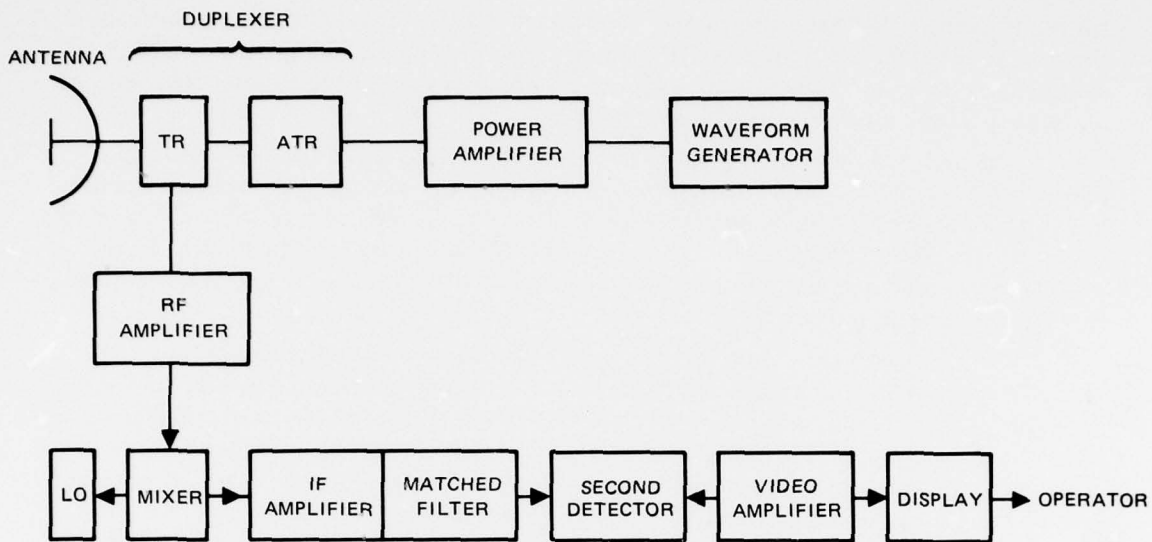 DUPLEXER
ANTENNA
TR
ATR
POWER
AMPLIFIER
WAVEFORM
GENERATOR
RF
AMPLIFIER
LO
MIXER
IF
AMPLIFIER
MATCHED
FILTER
SECOND
DETECTOR
VIDEO
AMPLIFIER
DISPLAY
OPERATOR